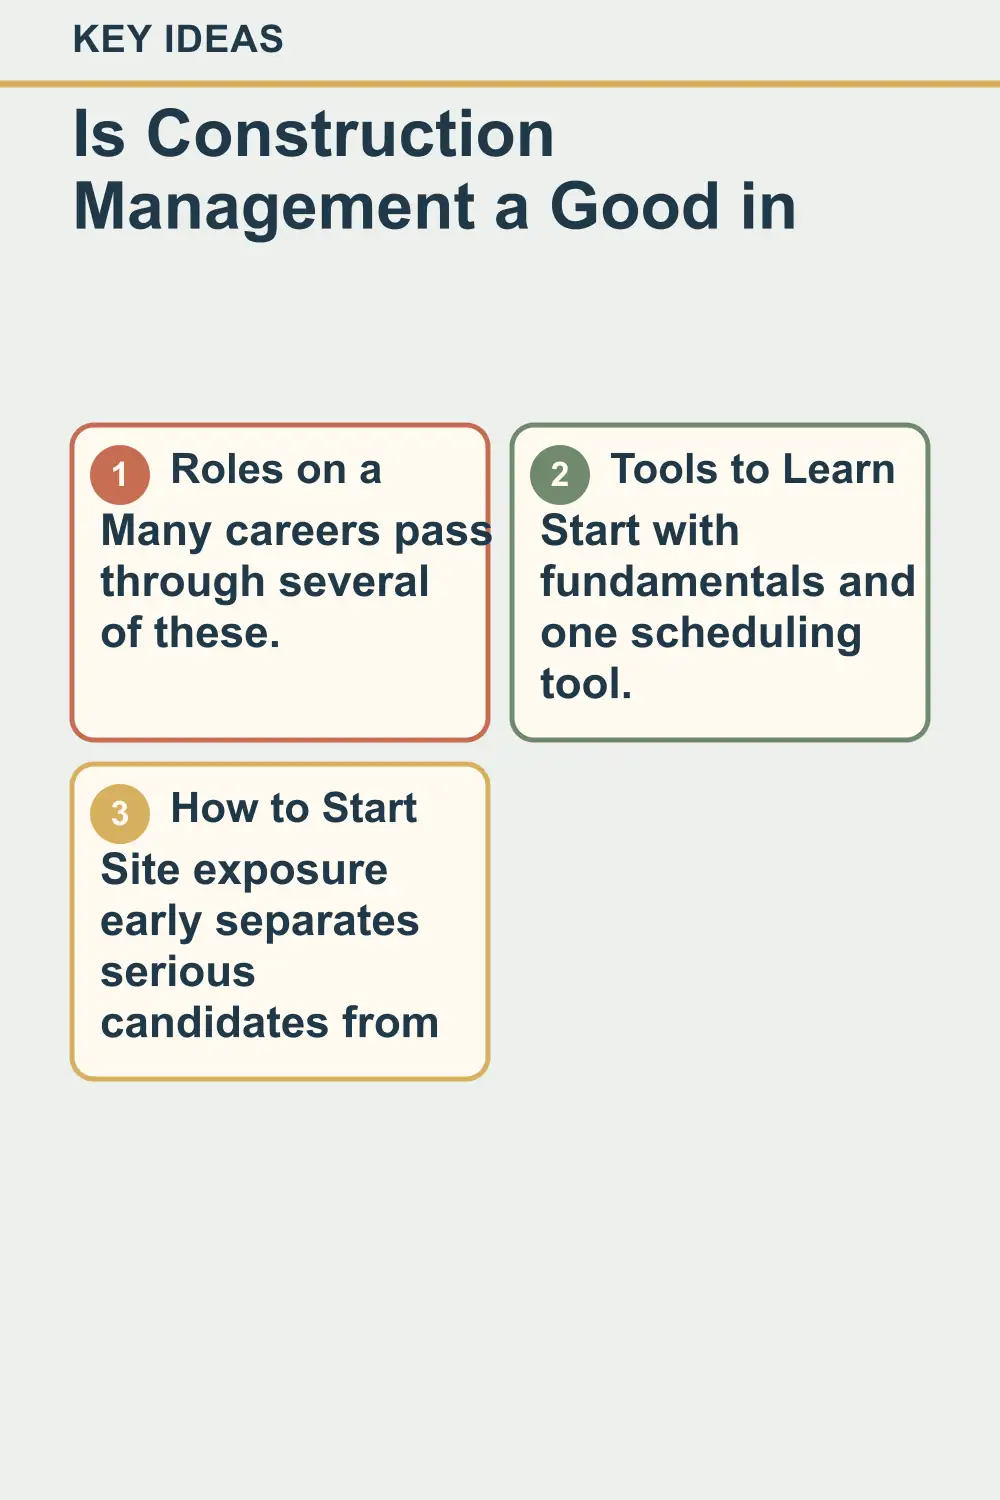 KEY IDEAS
Is Construction
Management a Good in
1
Roles on a
Many careers pass
through several
of these.
2
Tools to Learn
Start with
fundamentals and
one scheduling
tool.
3
How to Start
Site exposure
early separates
serious
candidates from